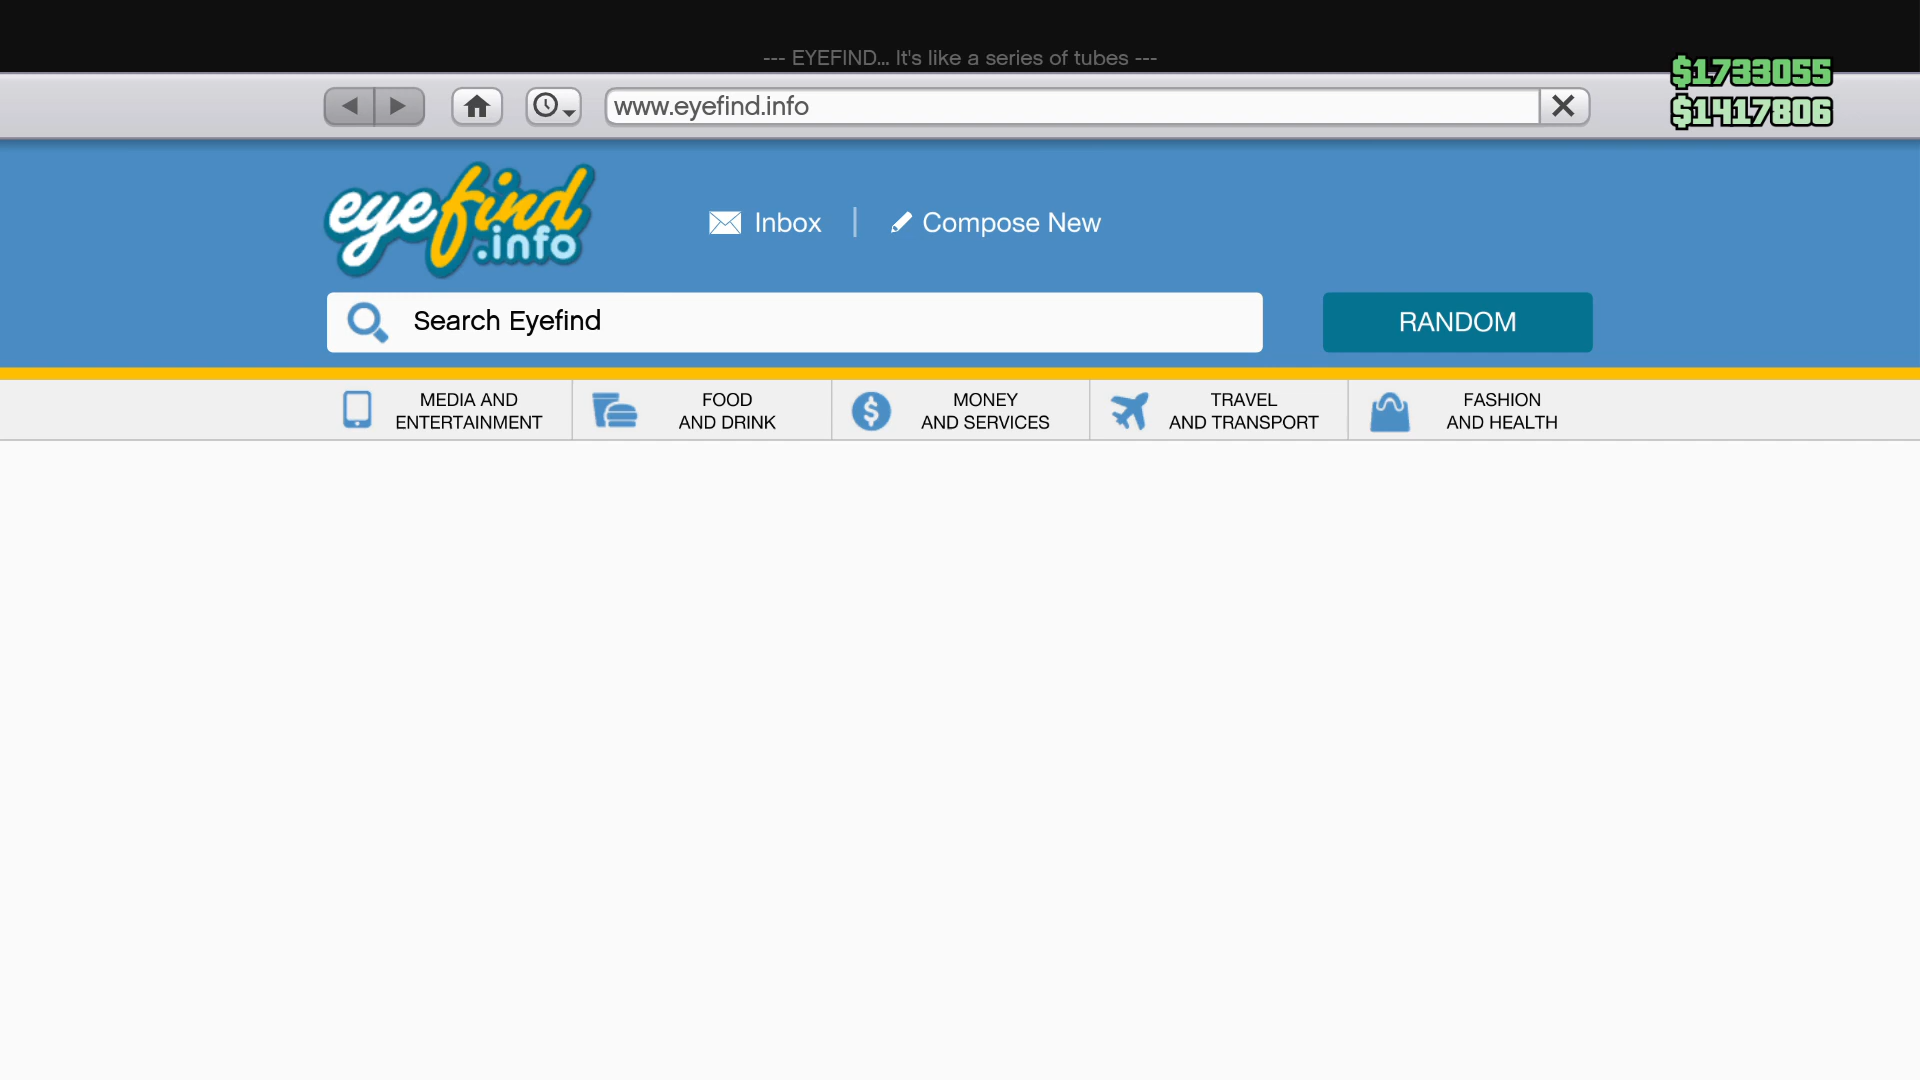 --- EYEFIND... It's like a series of tubes ---
$1733055
www.eyefind.info
$1417806
eyefind
.info
Inbox
Compose New
Search Eyefind
RANDOM
MEDIA AND
ENTERTAINMENT
FOOD
AND DRINK
MONEY
AND SERVICES
TRAVEL
AND TRANSPORT
FASHION
AND HEALTH